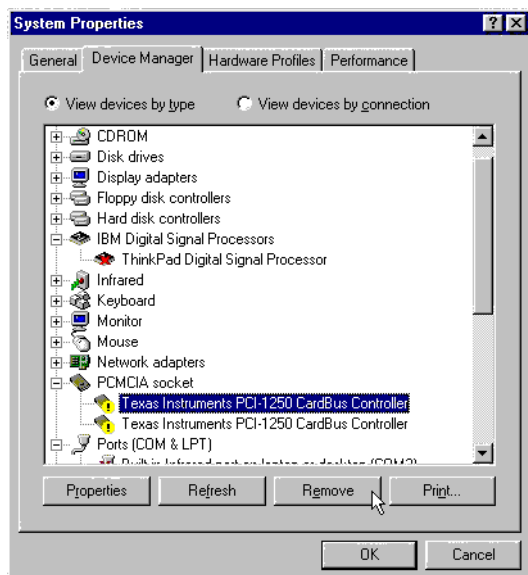 System Properties
General Device Manager Hardware Profiles Performance
View devices by type View devices by connection
CDROM
Disk drives
Display adapters
Floppy disk controllers
Hard disk controllers
IBM Digital Signal Processors
ThinkPad Digital Signal Processor
Infrared
Keyboard
Monitor
Mouse
Network adapters
PCMCIA socket
Texas Instruments PCI-1250 CardBus Controller
Texas Instruments PCI-1250 CardBus Controller
Ports (COM & LPT)
Properties Refresh Remove Print...
OK Cancel